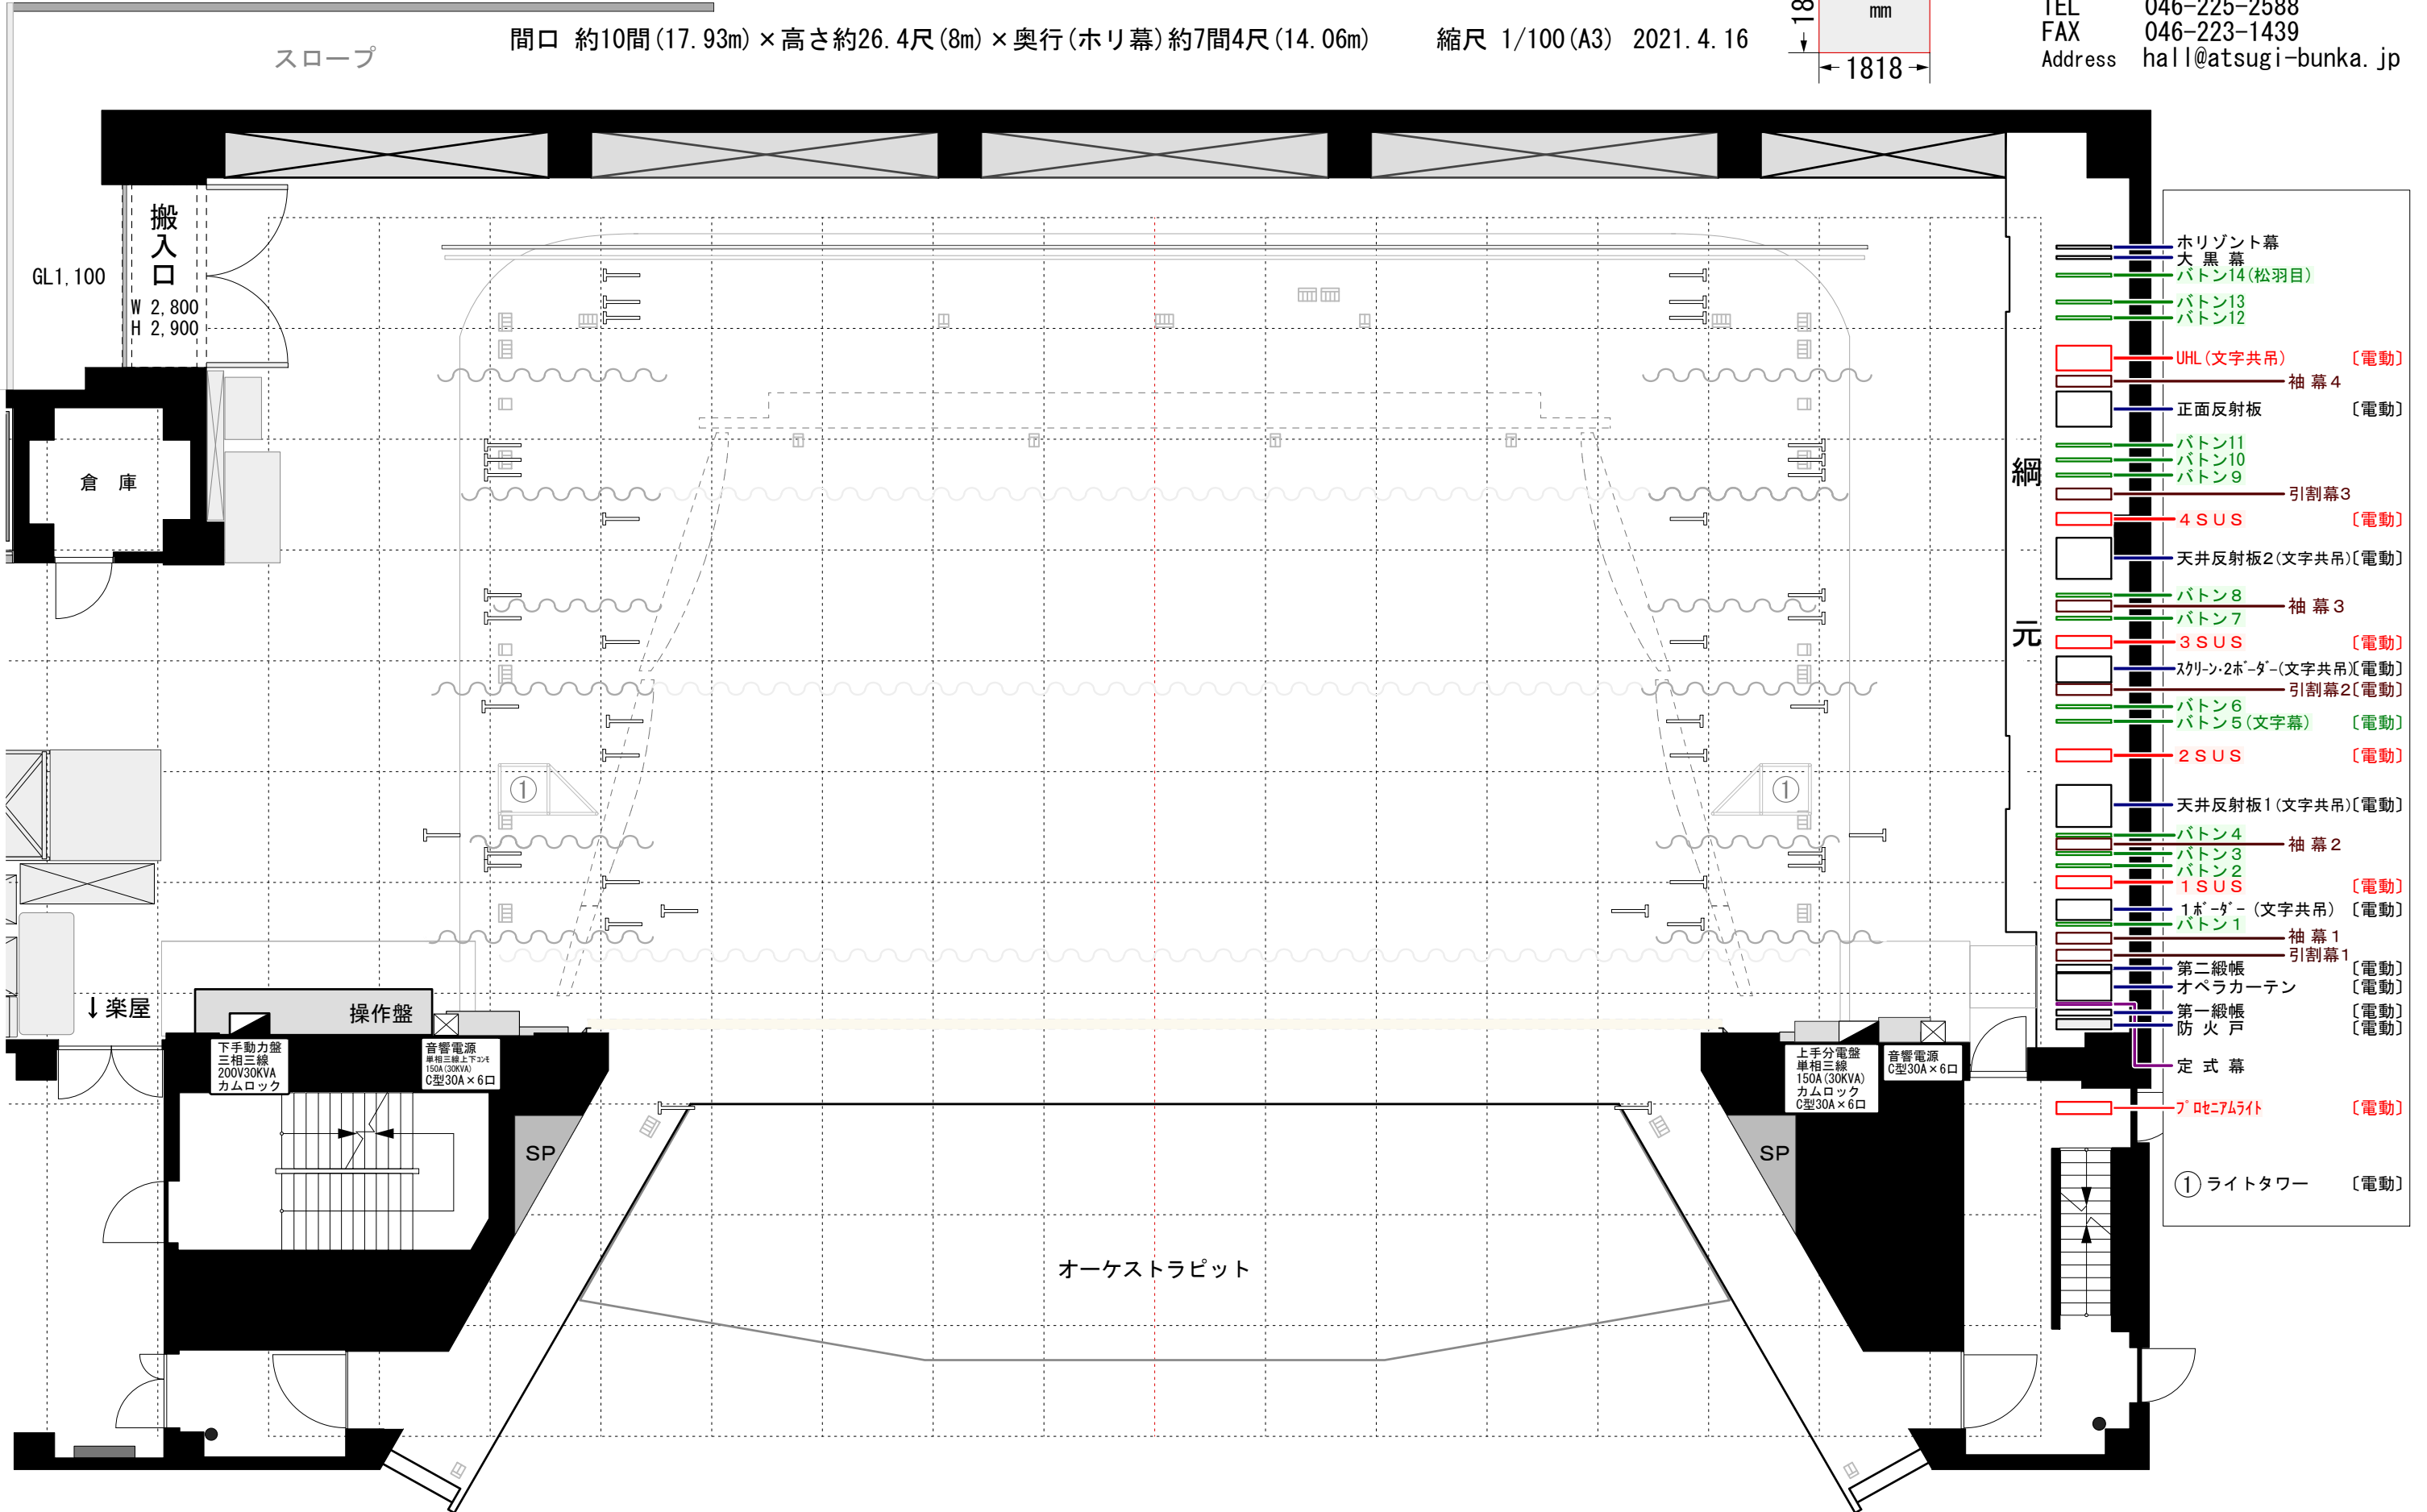 TEL 046-225-2588
間口 約10間(17.93m)×高さ約26.4尺(8m)×奥行(ホリ幕)約7間4尺(14.06m) 縮尺 1/100(A3) 2021.4.16
18
mm
FAX 046-223-1439
スロープ
Address hall@atsugi-bunka.jp
1818
搬入口
GL1,100
W 2,800
H 2,900
倉 庫
綱元
ホリゾント幕
大 黒 幕
バトン14(松羽目)
バトン13
バトン12
UHL(文字共吊) 〔電動〕
袖 幕 4
正面反射板 〔電動〕
バトン11
バトン10
バトン 9
引割幕3
4 S U S 〔電動〕
天井反射板2(文字共吊)〔電動〕
バトン 8
袖 幕 3
バトン 7
3 S U S 〔電動〕
スクリーン・2ボーダー(文字共吊)〔電動〕
引割幕2〔電動〕
バトン 6
バトン 5(文字幕) 〔電動〕
2 S U S 〔電動〕
① ①
天井反射板1(文字共吊)〔電動〕
バトン 4
袖 幕 2
バトン 3
バトン 2
1 S U S 〔電動〕
1ボーダー (文字共吊) 〔電動〕
バトン 1
袖 幕 1
引割幕1
第二緞帳 〔電動〕
オペラカーテン 〔電動〕
第一緞帳 〔電動〕
防 火 戸 〔電動〕
定 式 幕
プロセニアムライト 〔電動〕
① ライトタワー 〔電動〕
↓楽屋
操作盤
下手動力盤
三相三線
200V30KVA
カムロック
音響電源
単相三線上下コンモ
150A(30KVA)
C型30A×6口
上手分電盤
単相三線
150A(30KVA)
カムロック
C型30A×6口
音響電源
C型30A×6口
SP SP
オーケストラピット